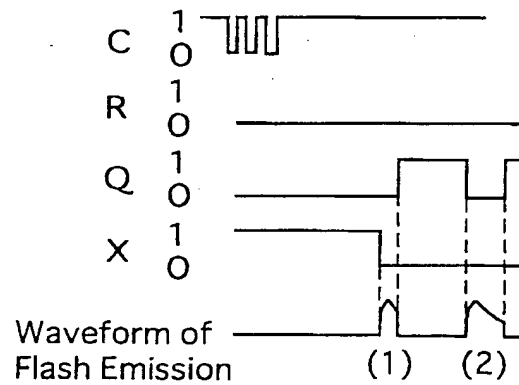 C 1
0
R 1
0
Q 1
0
X 1
0
Waveform of
Flash Emission (1) (2)